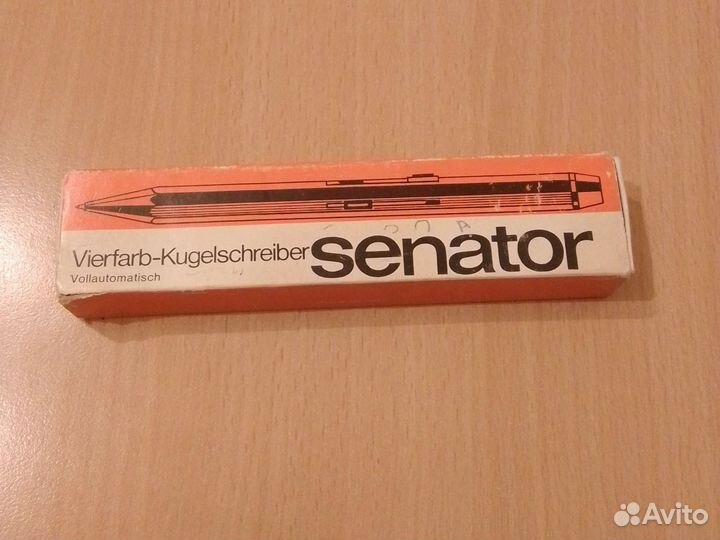 Vierfarb-Kugelschreiber senator
Vollautomatisch
Avito